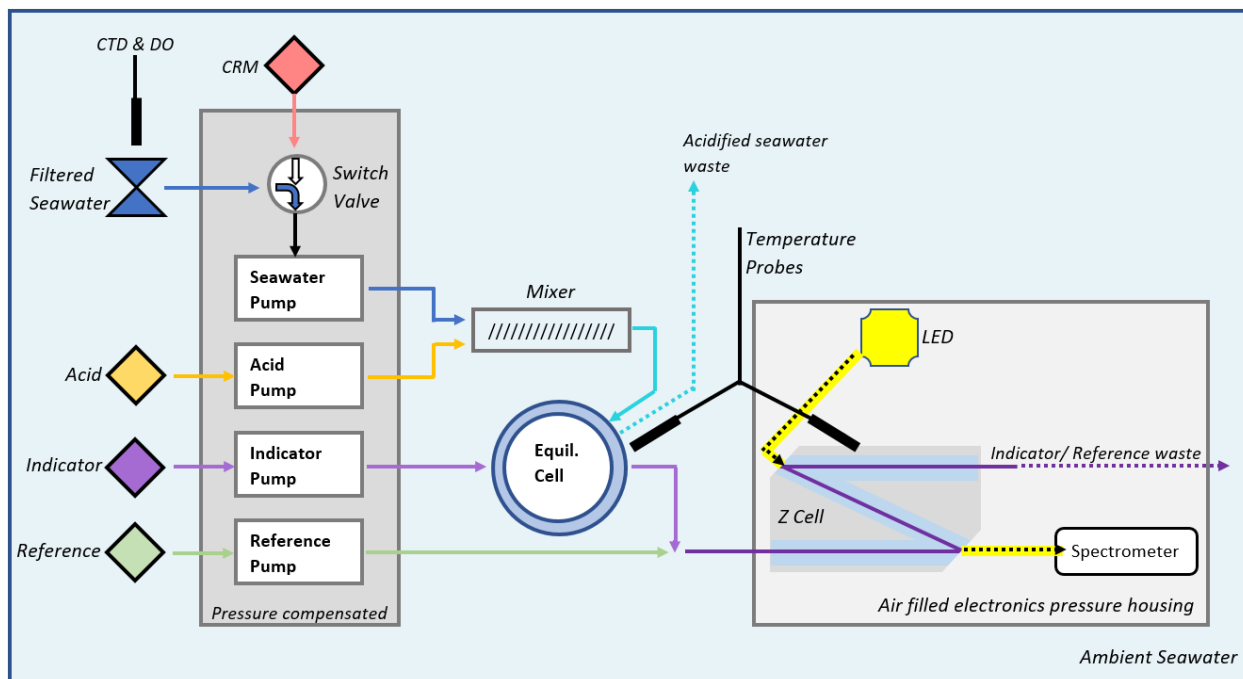 CTD & DO
CRM
Filtered
Seawater
Switch
Valve
Acidified seawater
waste
Seawater
Pump
Mixer
/////////////////
Temperature
Probes
LED
Acid
Acid
Pump
Indicator
Indicator
Pump
Equil.
Cell
Indicator/ Reference waste
Z Cell
Reference
Reference
Pump
Spectrometer
Pressure compensated
Air filled electronics pressure housing
Ambient Seawater